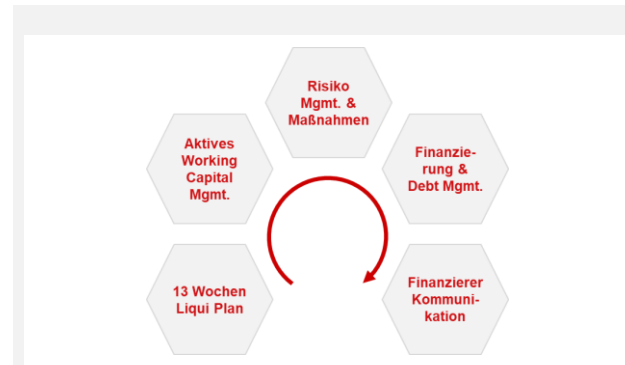 Risiko
Mgmt. &
Maßnahmen
Aktives
Working
Capital
Mgmt.
Finanzie-
rung &
Debt Mgmt.
13 Wochen
Liqui Plan
Finanzierer
Kommuni-
kation